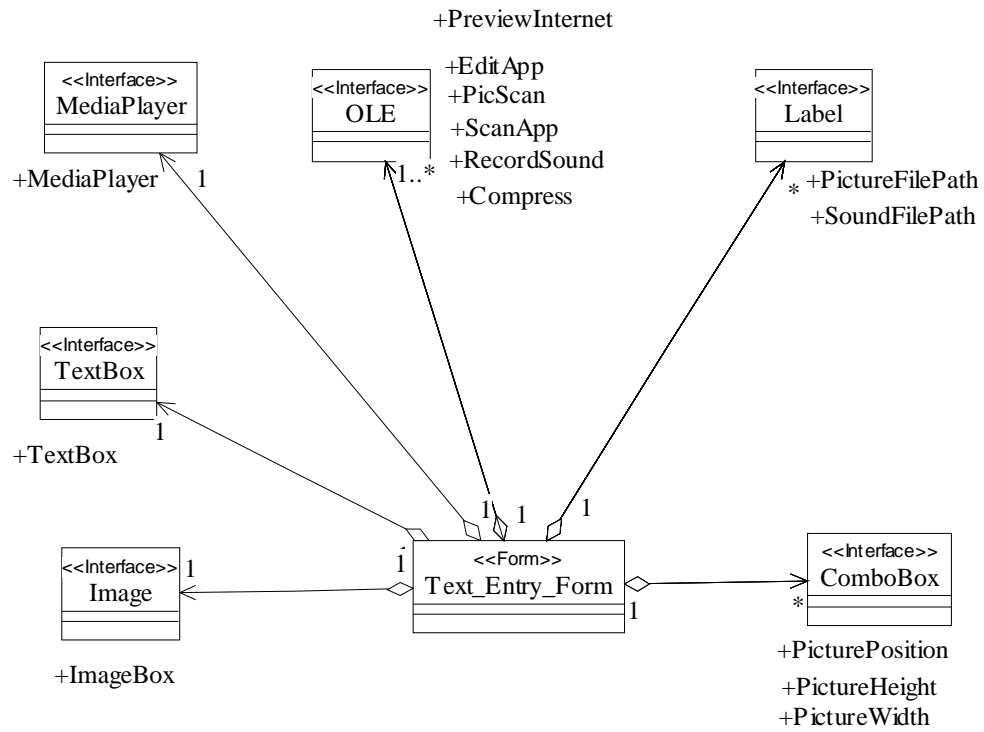 +PreviewInternet
<<Interface>>
MediaPlayer
+MediaPlayer
1
<<Interface>>
OLE
+EditApp
+PicScan
+ScanApp
+RecordSound
+Compress
1..*
<<Interface>>
Label
* +PictureFilePath
+SoundFilePath
<<Interface>>
TextBox
1
+TextBox
<<Interface>>
Image
1
+ImageBox
1
1
1
1
<<Form>>
Text_Entry_Form
1
<<Interface>>
ComboBox
*
+PicturePosition
+PictureHeight
+PictureWidth